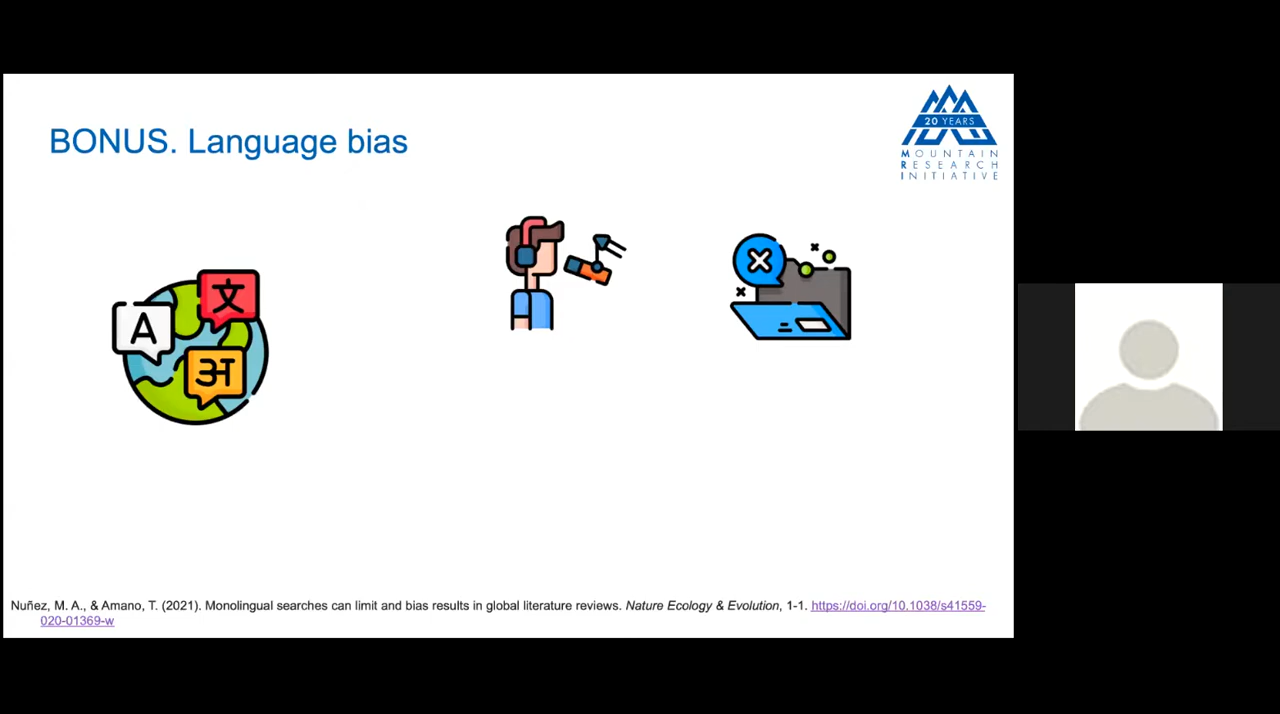 BONUS. Language bias
20 YEARS
MOUNTAIN
RESEARCH
INITIATIVE
文
A
अ
Nuñez, M. A., & Amano, T. (2021). Monolingual searches can limit and bias results in global literature reviews. Nature Ecology & Evolution, 1-1. https://doi.org/10.1038/s41559-
020-01369-w